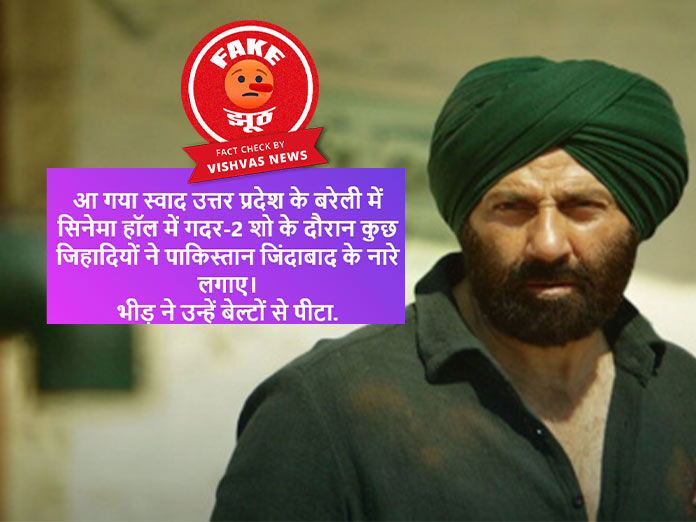 FAKE
झूठ
FACT CHECK BY
VISHVAS NEWS
आ गया स्वाद उत्तर प्रदेश के बरेली में
सिनेमा हॉल में गदर-2 शो के दौरान कुछ
जिहादियों ने पाकिस्तान जिंदाबाद के नारे
लगाए।
भीड़ ने उन्हें बेल्टों से पीटा.